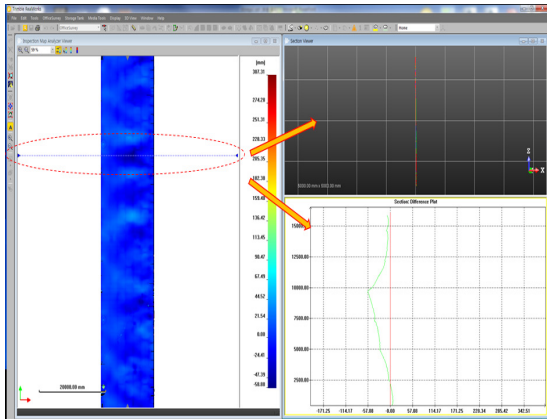 Trimble RealWorks
Edit Tools OfficeSurvey Storage Tools Media Tools Display 3D View Window Help
Home
Inspection Map Analyzer Viewer
Section Viewer
[mm]
307.31
274.28
251.31
228.33
205.35
182.38
159.40
136.42
113.45
90.47
67.49
44.52
21.54
0.00
-24.41
-47.39
-50.00
20000.00 mm
Z
X
Section: Difference Plot
15000.00
12500.00
10000.00
7500.00
5000.00
2500.00
-171.25 -114.17 -57.08 -0.00 57.08 114.17 171.25 228.34 285.42 342.51